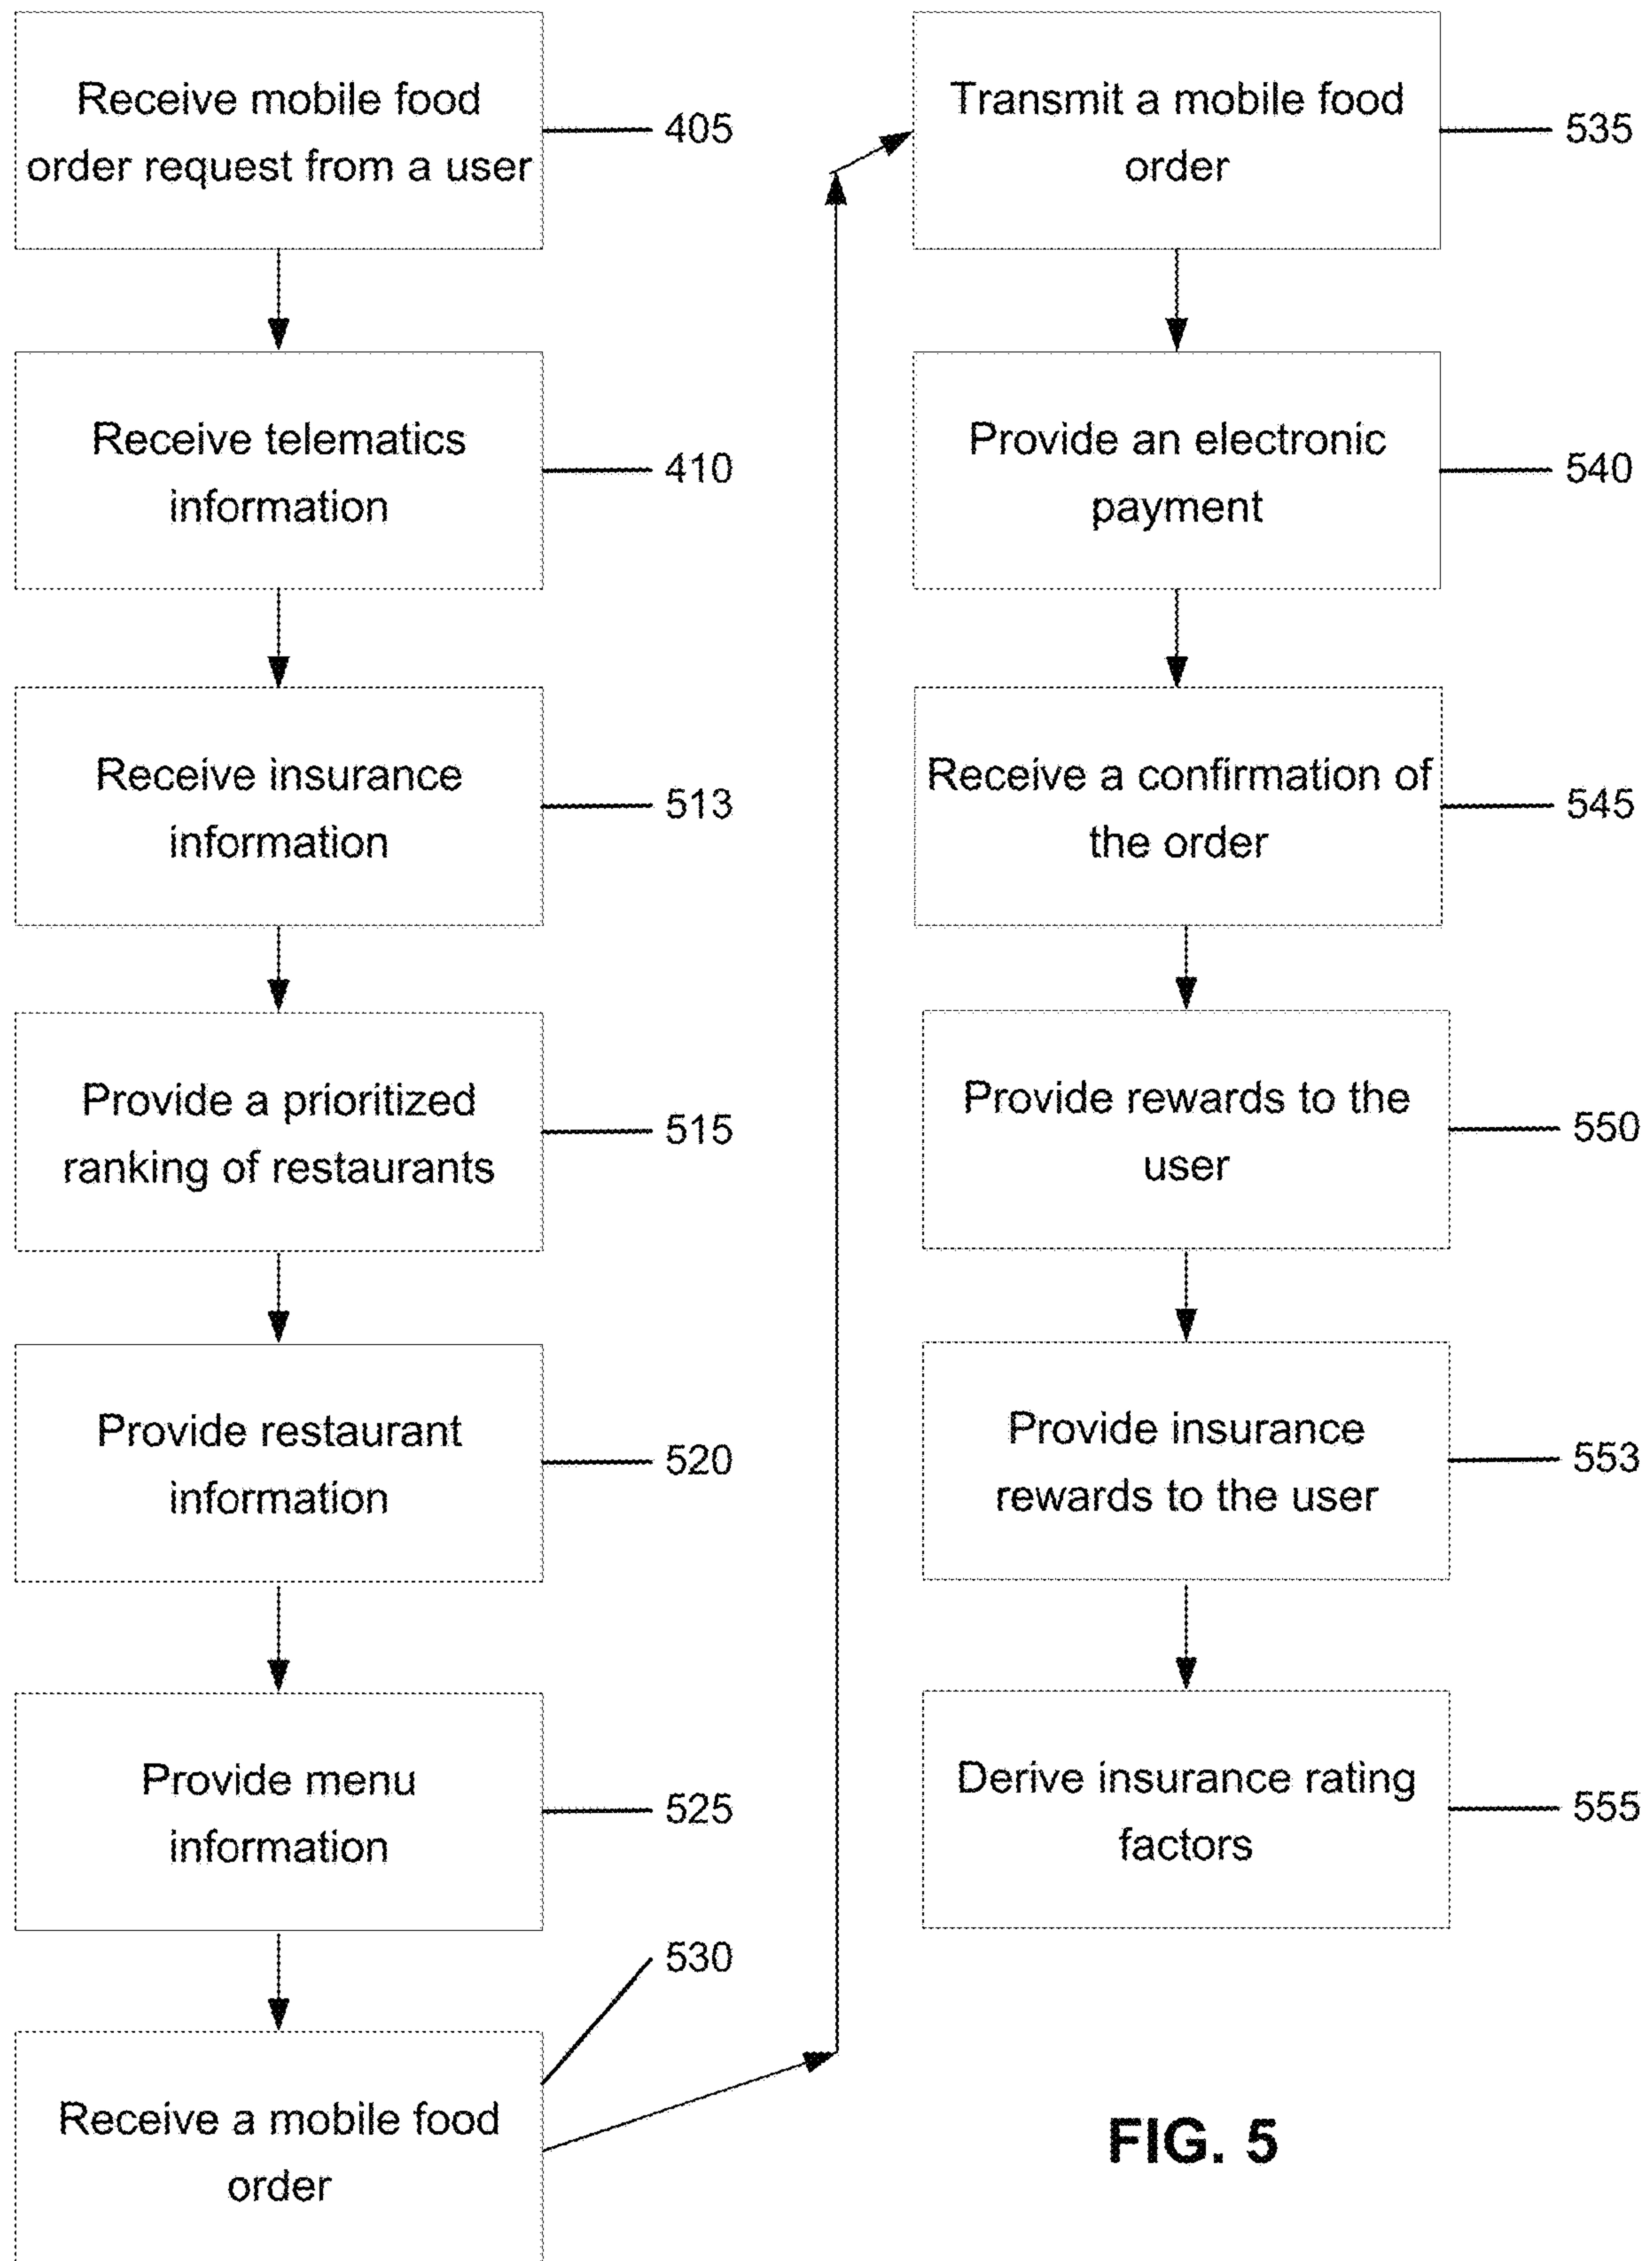 Receive mobile food
order request from a user
405
Receive telematics
information
410
Receive insurance
information
513
Provide a prioritized
ranking of restaurants
515
Provide restaurant
information
520
Provide menu
information
525
530
Receive a mobile food
order
Transmit a mobile food
order
535
Provide an electronic
payment
540
Receive a confirmation of
the order
545
Provide rewards to the
user
550
Provide insurance
rewards to the user
553
Derive insurance rating
factors
555
FIG. 5